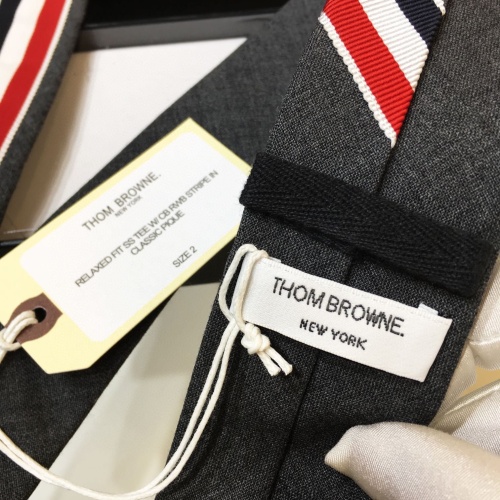 THOM BROWNE.
NEW YORK
RELAXED FIT SS TEE W/ CB RWB STRIPE IN
CLASSIC PIQUE
SIZE 2
THOM BROWNE.
NEW YORK